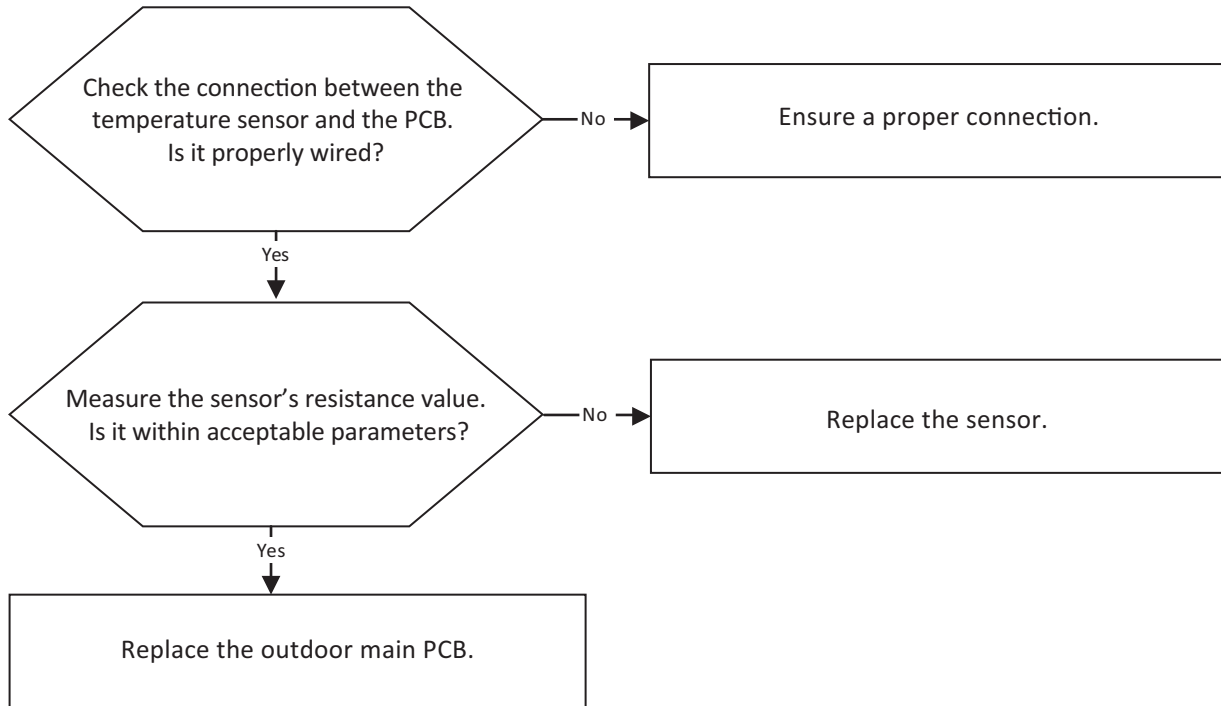 Check the connection between the
temperature sensor and the PCB.
Is it properly wired?
No
Ensure a proper connection.
Yes
Measure the sensor’s resistance value.
Is it within acceptable parameters?
No
Replace the sensor.
Yes
Replace the outdoor main PCB.